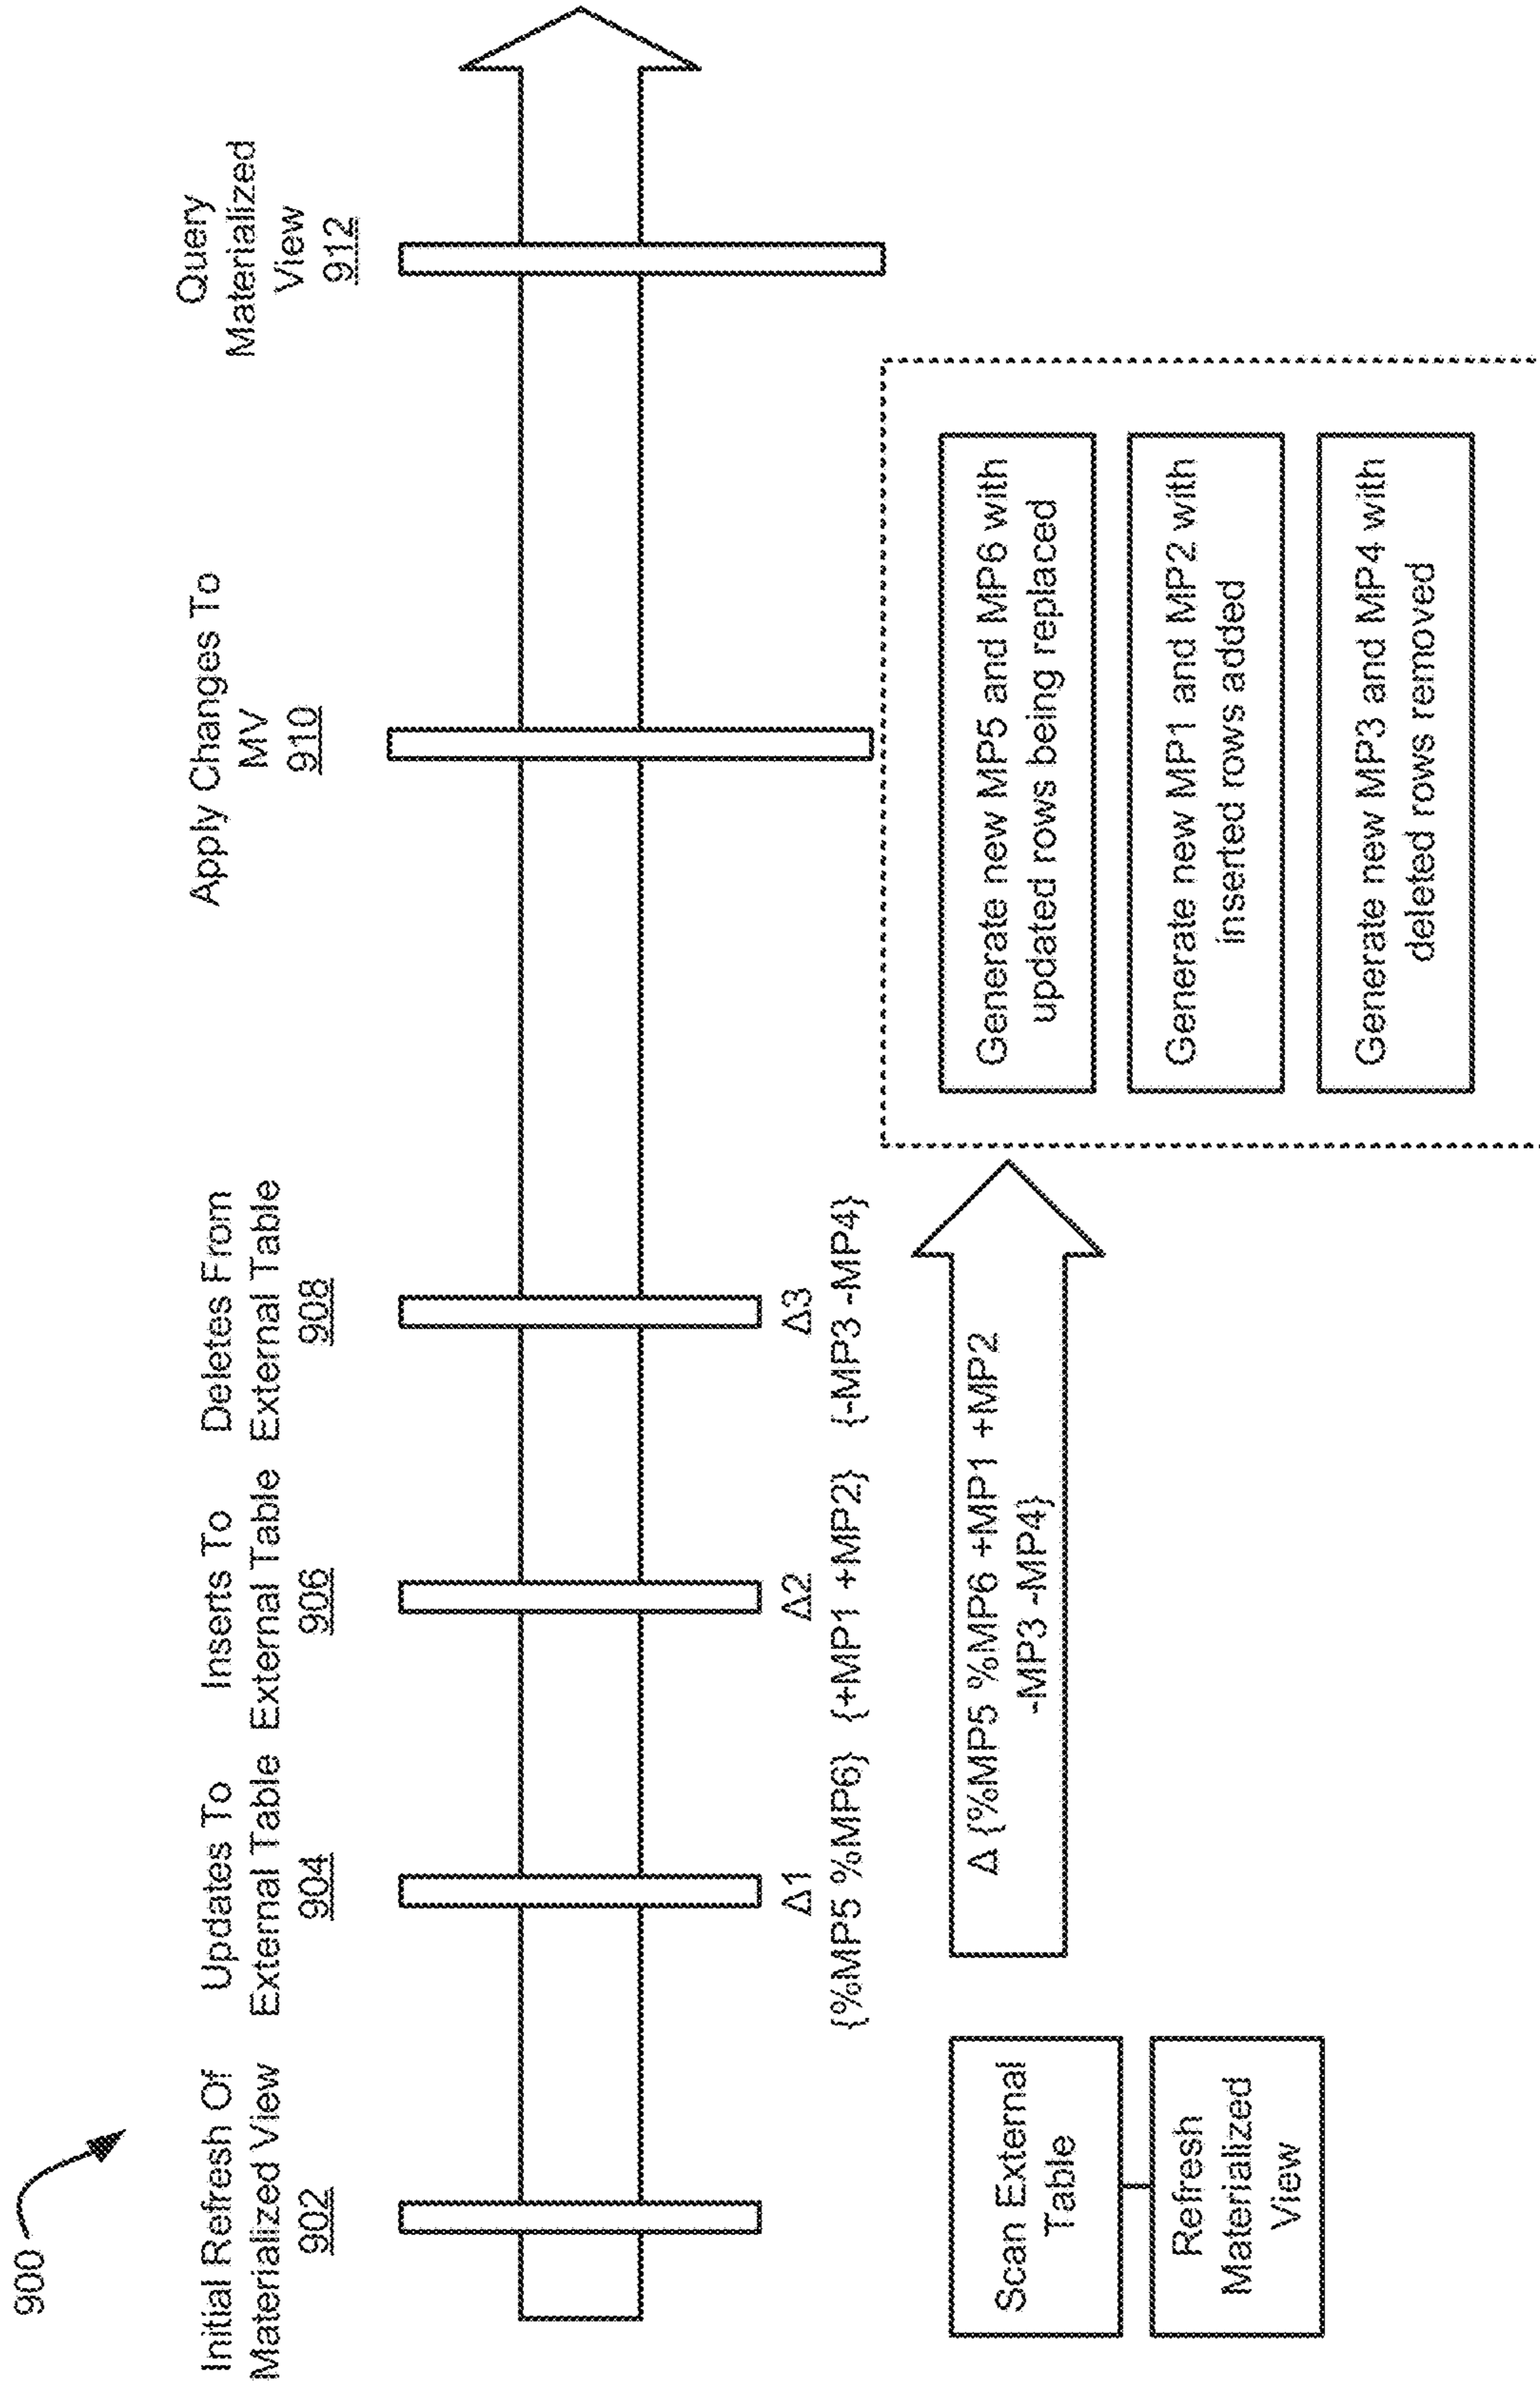 900
Initial Refresh Of
Materialized View
902
Updates To
External Table
904
Inserts To
External Table
906
Deletes From
External Table
908
Apply Changes To
MV
910
Query
Materialized
View
912
Δ1
{%MP5 %MP6}
Δ2
{+MP1 +MP2}
Δ3
{-MP3 -MP4}
Scan External
Table
Refresh
Materialized
View
Δ {%MP5 %MP6 +MP1 +MP2
-MP3 -MP4}
Generate new MP5 and MP6 with
updated rows being replaced
Generate new MP1 and MP2 with
inserted rows added
Generate new MP3 and MP4 with
deleted rows removed